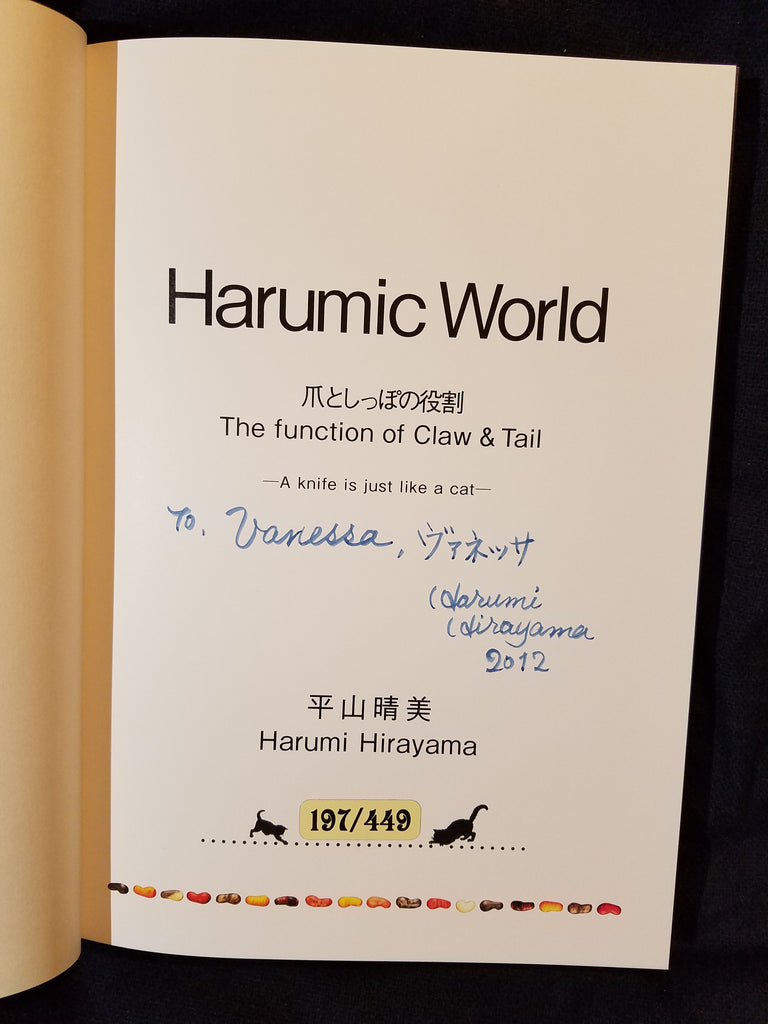 Harumic World
爪としっぽの役割
The function of Claw & Tail
—A knife is just like a cat—
To, Vanessa, ヴァネッサ
Harumi
Hirayama
2012
平山晴美
Harumi Hirayama
197/449